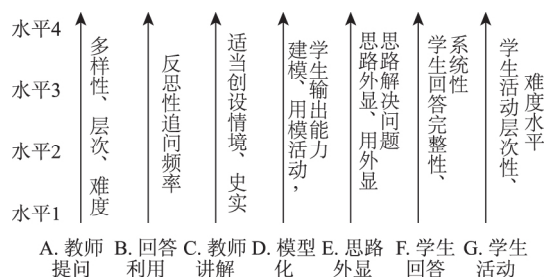 水平4
水平3
水平2
水平1
多样性、层次、难度
反思性追问频率
适当创设情境、史实
建模、用模活动，
学生输出能力
思路外显、用外显
思路解决问题
学生回答完整性、
系统性
学生活动层次性、
难度水平
A. 教师
提问
B. 回答
利用
C. 教师
讲解
D. 模型
化
E. 思路
外显
F. 学生
回答
G. 学生
活动